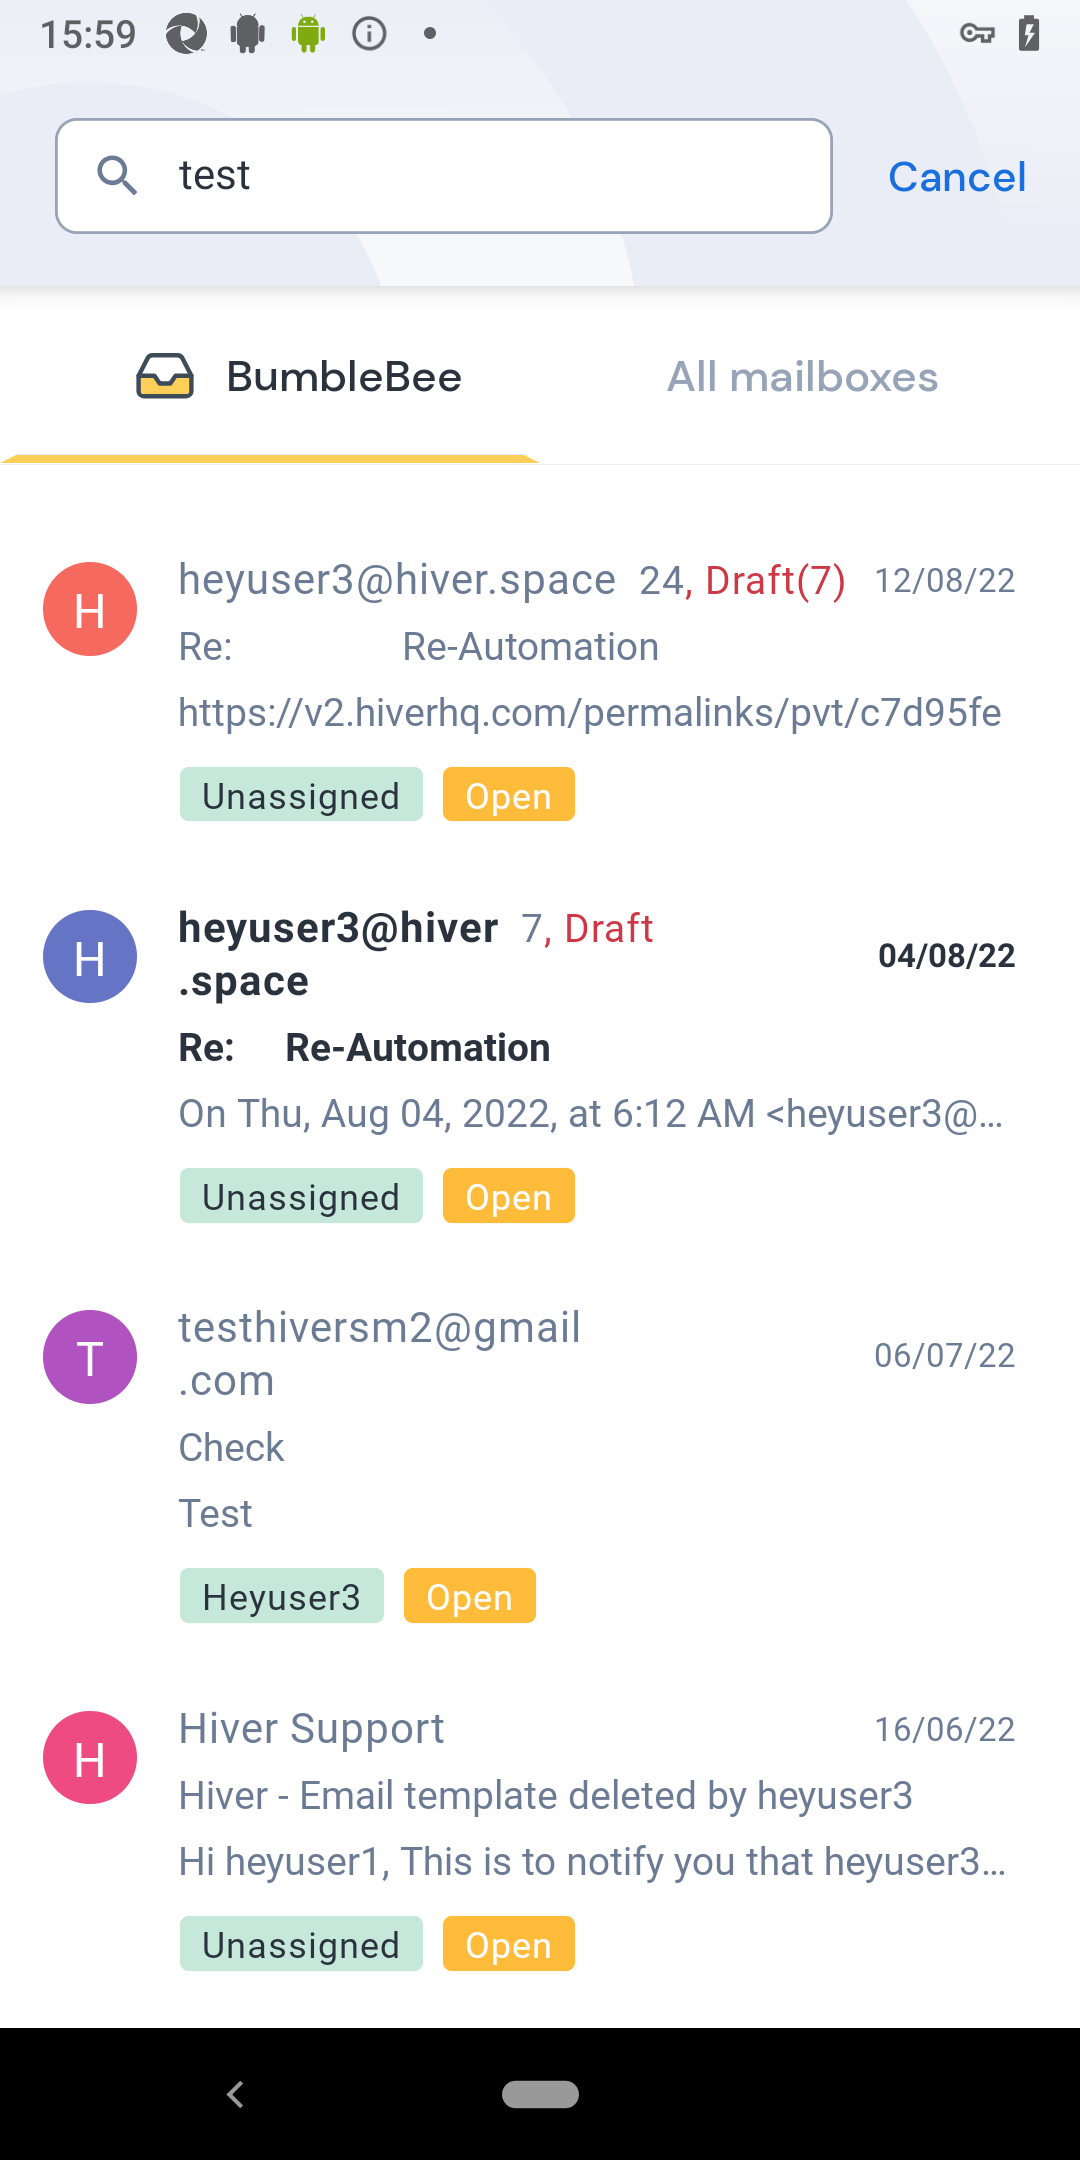 15:59
test
Cancel
BumbleBee
All mailboxes
H
heyuser3@hiver.space 24, Draft(7) 12/08/22
Re: Re-Automation
https://v2.hiverhq.com/permalinks/pvt/c7d95fe
Unassigned Open
H
heyuser3@hiver 7, Draft
.space
04/08/22
Re: Re-Automation
On Thu, Aug 04, 2022, at 6:12 AM <heyuser3@...
Unassigned Open
T
testhiversm2@gmail
.com
06/07/22
Check
Test
Heyuser3 Open
H
Hiver Support 16/06/22
Hiver - Email template deleted by heyuser3
Hi heyuser1, This is to notify you that heyuser3...
Unassigned Open